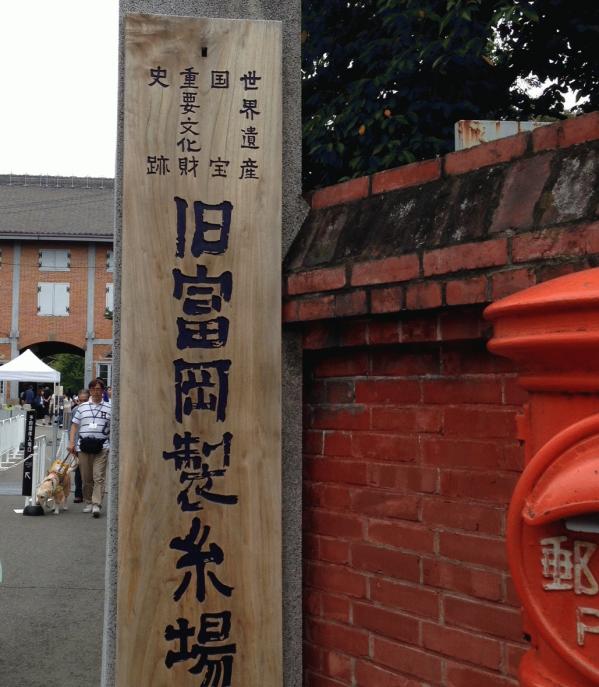 世界遺産
国宝
重要文化財
史跡
旧富岡製糸場
郵